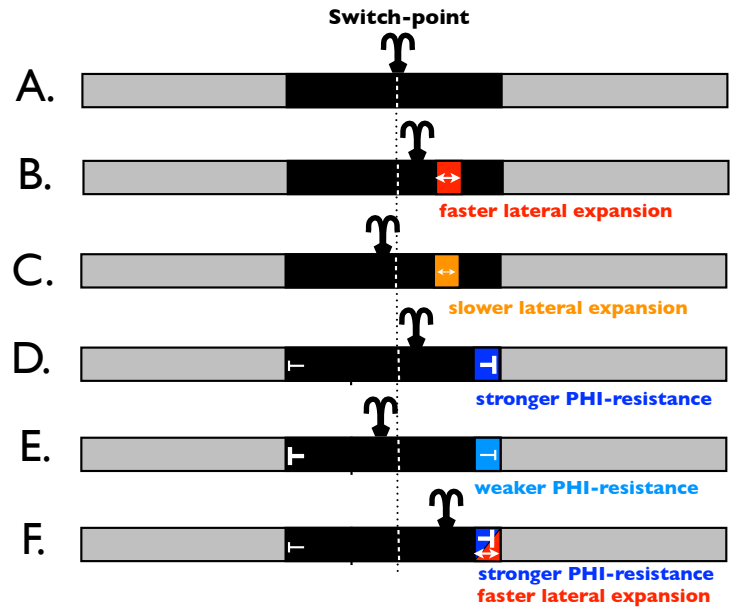 Switch-point
A.
B.
faster lateral expansion
C.
slower lateral expansion
D.
stronger PHI-resistance
E.
weaker PHI-resistance
F.
stronger PHI-resistance
faster lateral expansion